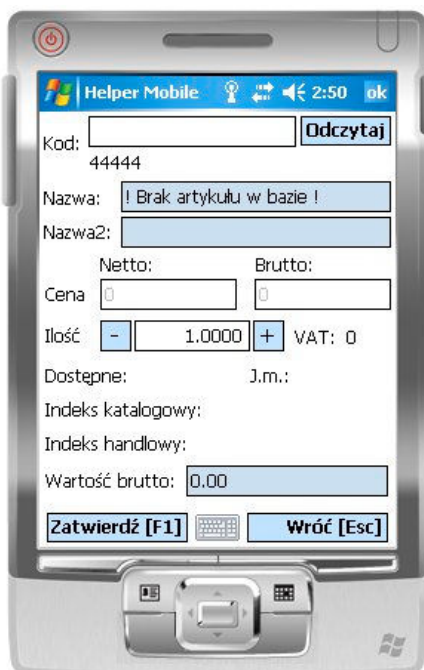 Helper Mobile 2:50 ok
Kod: Odczytaj
44444
Nazwa: ! Brak artykułu w bazie !
Nazwa2:
Netto: Brutto:
Cena 0 0
Ilość - 1.0000 + VAT: 0
Dostępne: J.m.:
Indeks katalogowy:
Indeks handlowy:
Wartość brutto: 0.00
Zatwierdź [F1] Wróć [Esc]